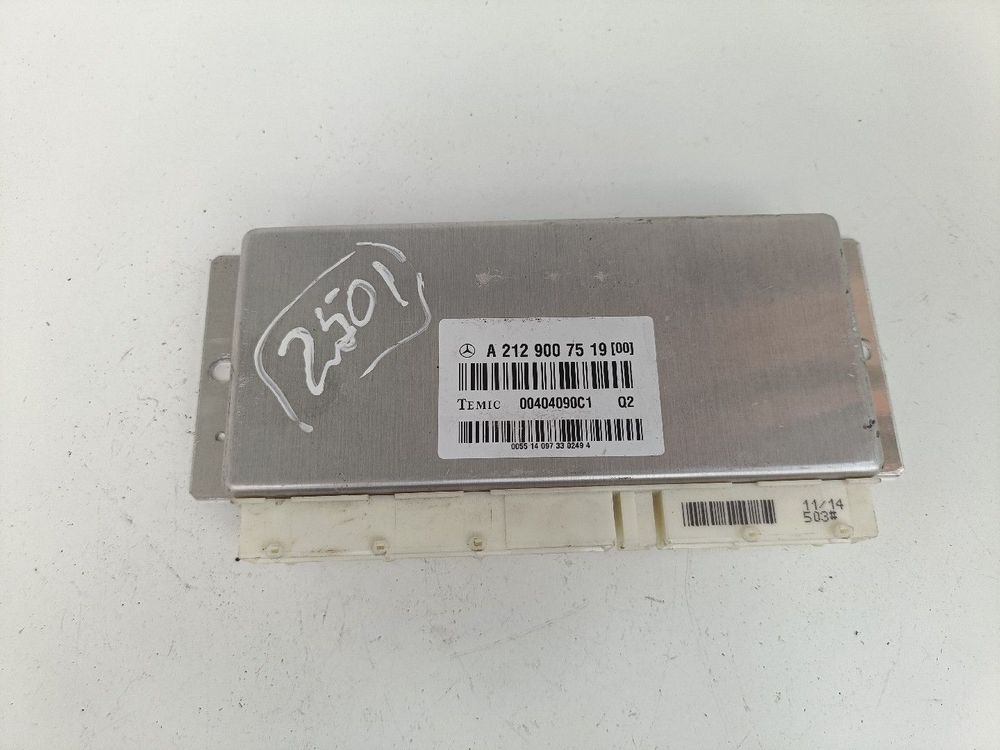 2501
A 212 900 75 19 [00]
TEMIC 00404090C1 Q2
0055 14 097 33 0249 4
11/14
503#